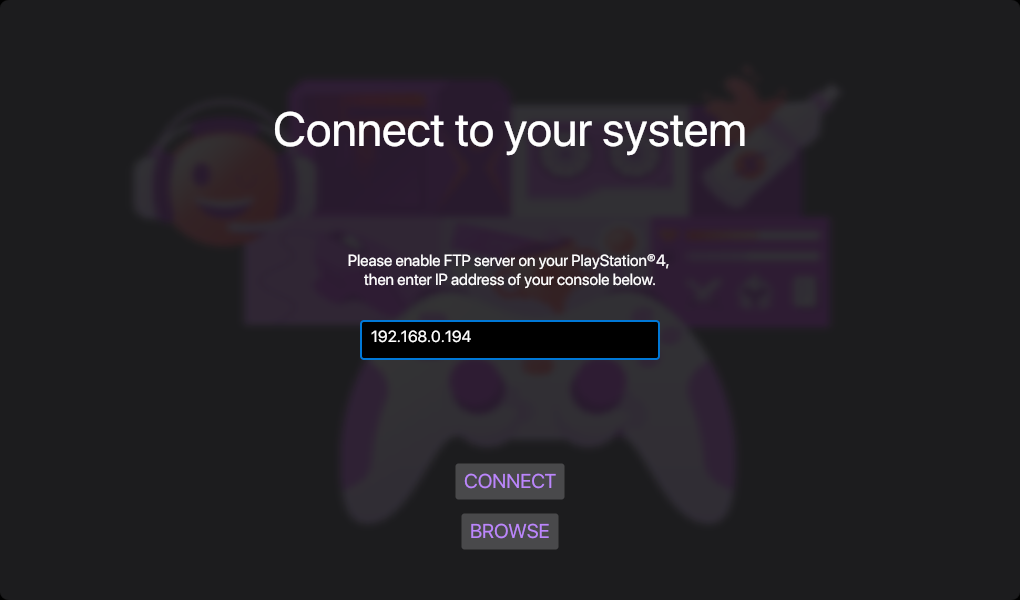 Connect to your system
Please enable FTP server on your PlayStation®4,
then enter IP address of your console below.
192.168.0.194
CONNECT
BROWSE